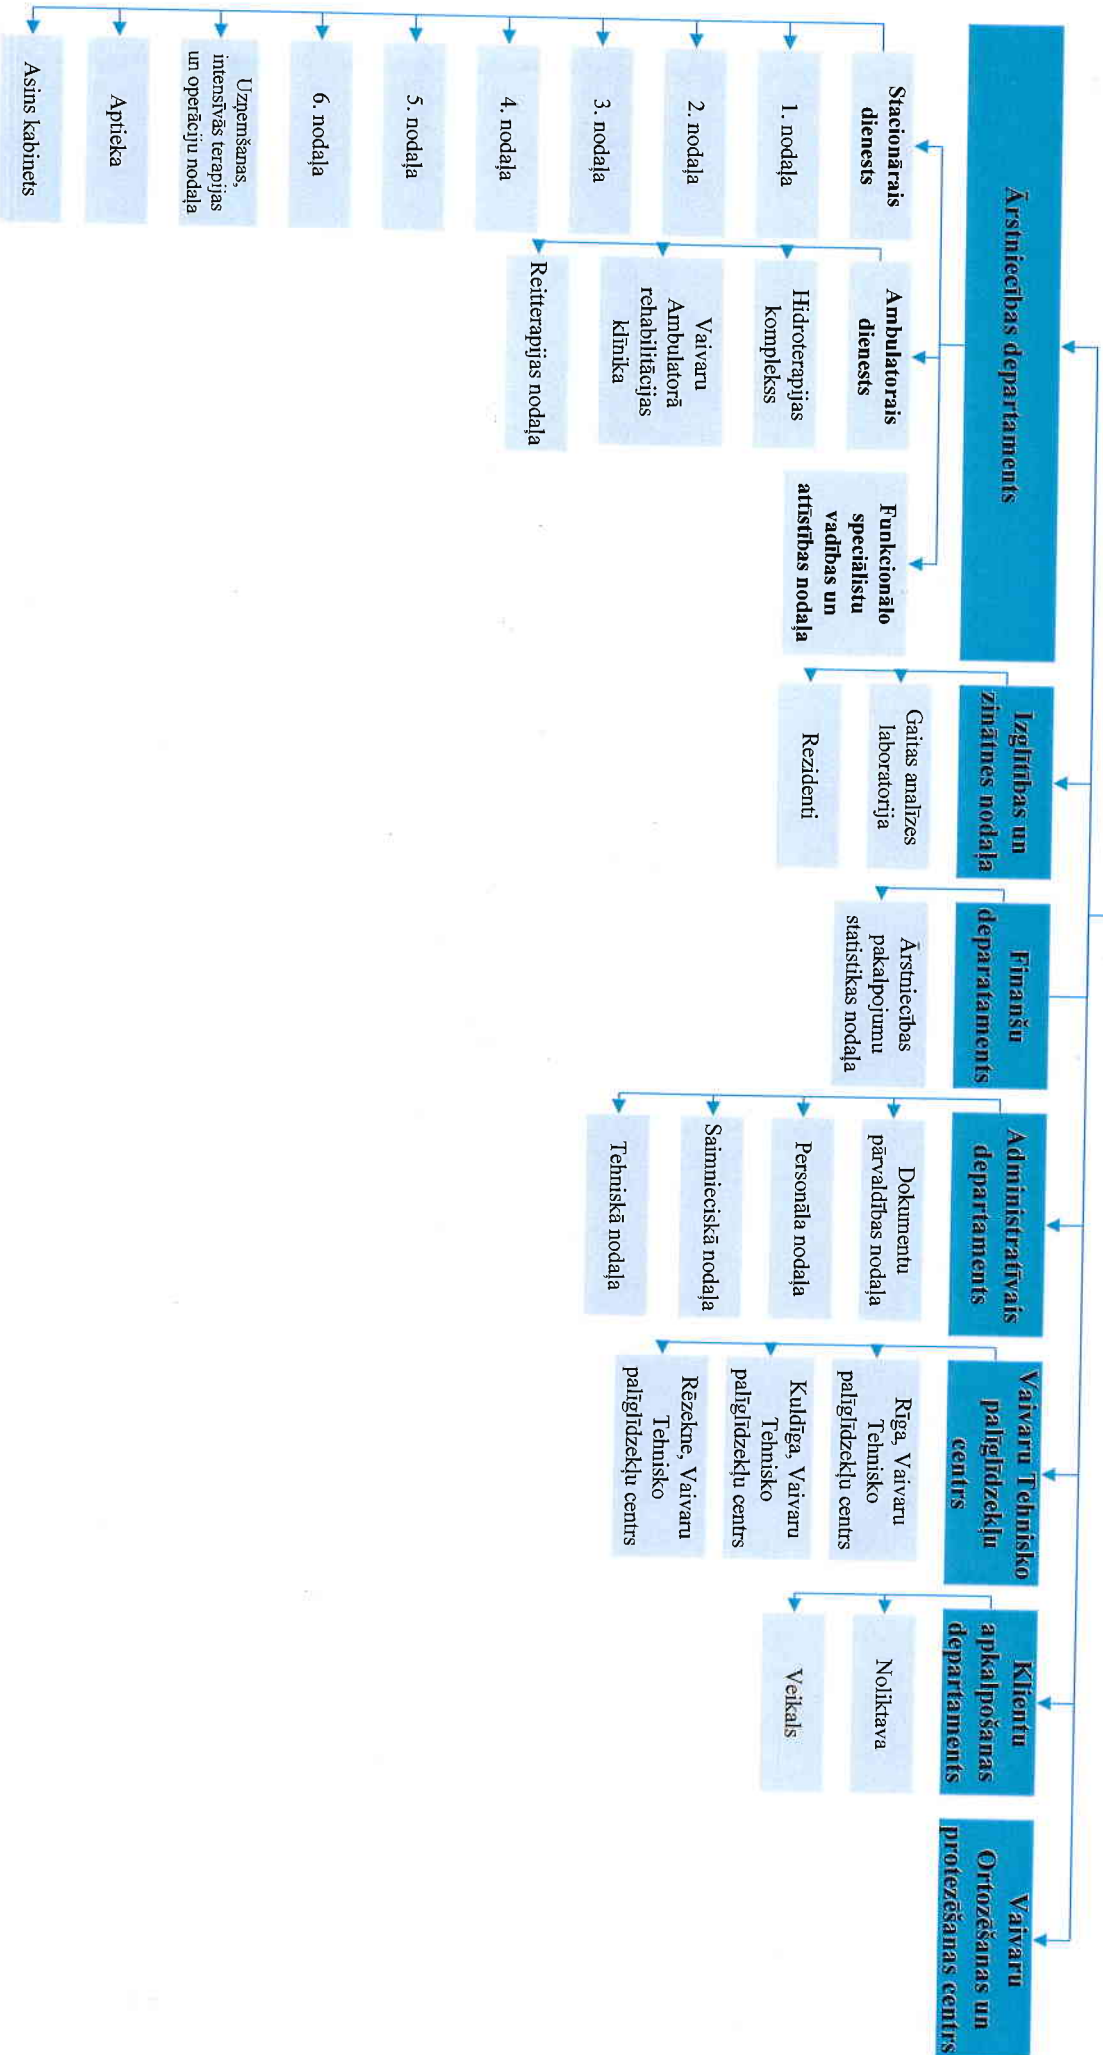 Ārstniecības departaments
Stacionārais
dienests
1. nodaļa
2. nodaļa
3. nodaļa
4. nodaļa
5. nodaļa
6. nodaļa
Uzņemšanas,
intensīvās terapijas
un operāciju nodaļa
Aptieka
Asins kabinets
Ambulatorais
dienests
Hidroterapijas
komplekss
Vaivaru
Ambulatorā
rehabilitācijas
klīnika
Reitterapijas nodaļa
Funkcionālo
speciālistu
vadības un
attīstības nodaļa
Izglītības un
zinātnes nodaļa
Gaitas analīzes
laboratorija
Rezidenti
Finanšu
deparataments
Ārstniecības
pakalpojumu
statistikas nodaļa
Administratīvais
departaments
Dokumentu
pārvaldības nodaļa
Personāla nodaļa
Saimnieciskā nodaļa
Tehniskā nodaļa
Vaivaru Tehnisko
palīglīdzekļu
centrs
Rīga, Vaivaru
Tehnisko
palīglīdzekļu centrs
Kuldīga, Vaivaru
Tehnisko
palīglīdzekļu centrs
Rēzekne, Vaivaru
Tehnisko
palīglīdzekļu centrs
Klientu
apkalpošanas
departaments
Noliktava
Veikals
Vaivaru
Ortozēšanas un
protezēšanas centrs